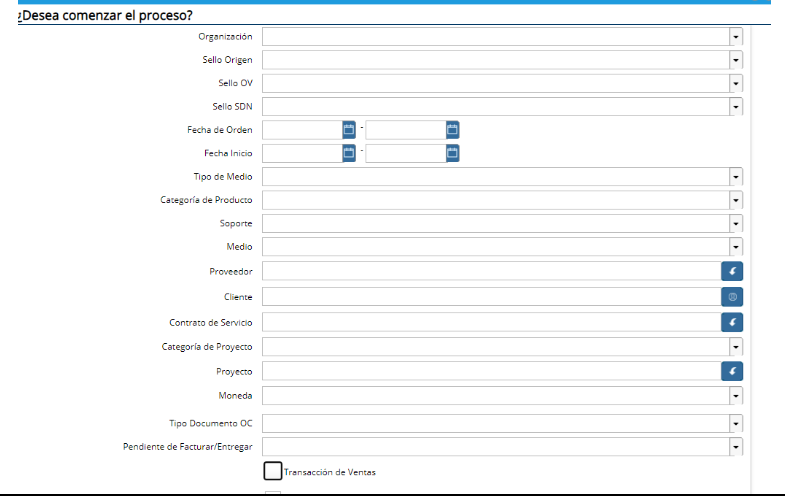 ¿Desea comenzar el proceso?
Organización
Sello Origen
Sello OV
Sello SDN
Fecha de Orden
-
Fecha Inicio
-
Tipo de Medio
Categoría de Producto
Soporte
Medio
Proveedor
Cliente
Contrato de Servicio
Categoría de Proyecto
Proyecto
Moneda
Tipo Documento OC
Pendiente de Facturar/Entregar
Transacción de Ventas